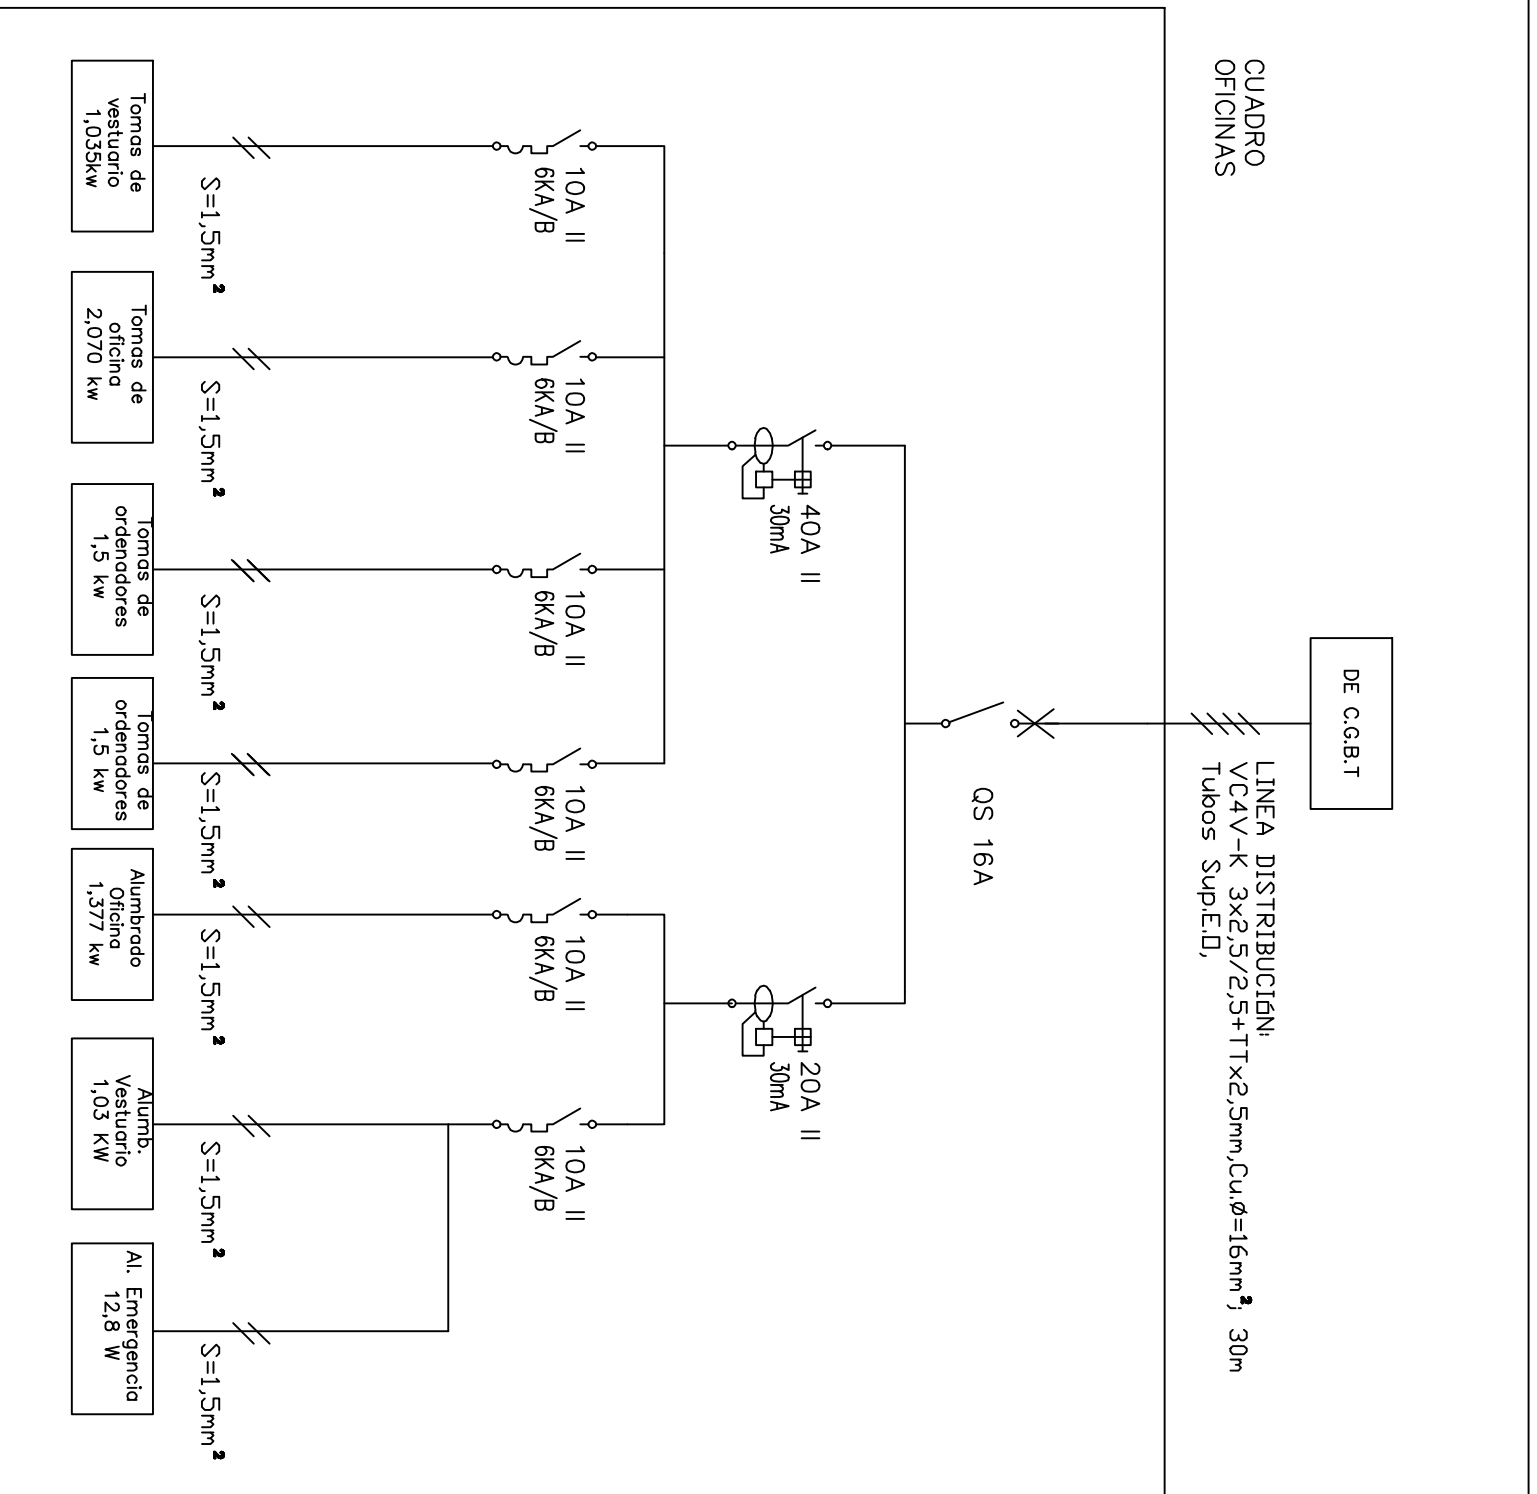 CUADRO
OFICINAS
DE C.G.B.T
LINEA DISTRIBUCIÓN:
VC4V-K 3x2,5/2,5+TTx2,5mm,Cu.Ø=16mm²; 30m
Tubos Sup.E.O,
QS 16A
40A II
30mA
20A II
30mA
10A II
6KA/B
10A II
6KA/B
10A II
6KA/B
10A II
6KA/B
10A II
6KA/B
10A II
6KA/B
S=1,5mm²
S=1,5mm²
S=1,5mm²
S=1,5mm²
S=1,5mm²
S=1,5mm²
S=1,5mm²
Tomas de
vestuario
1,035kw
Tomas de
oficina
2,070 kw
Tomas de
ordenadores
1,5 kw
Tomas de
ordenadores
1,5 kw
Alumbrado
Oficina
1,377 kw
Alumb.
Vestuario
1,03 KW
Al. Emergencia
12,8 W